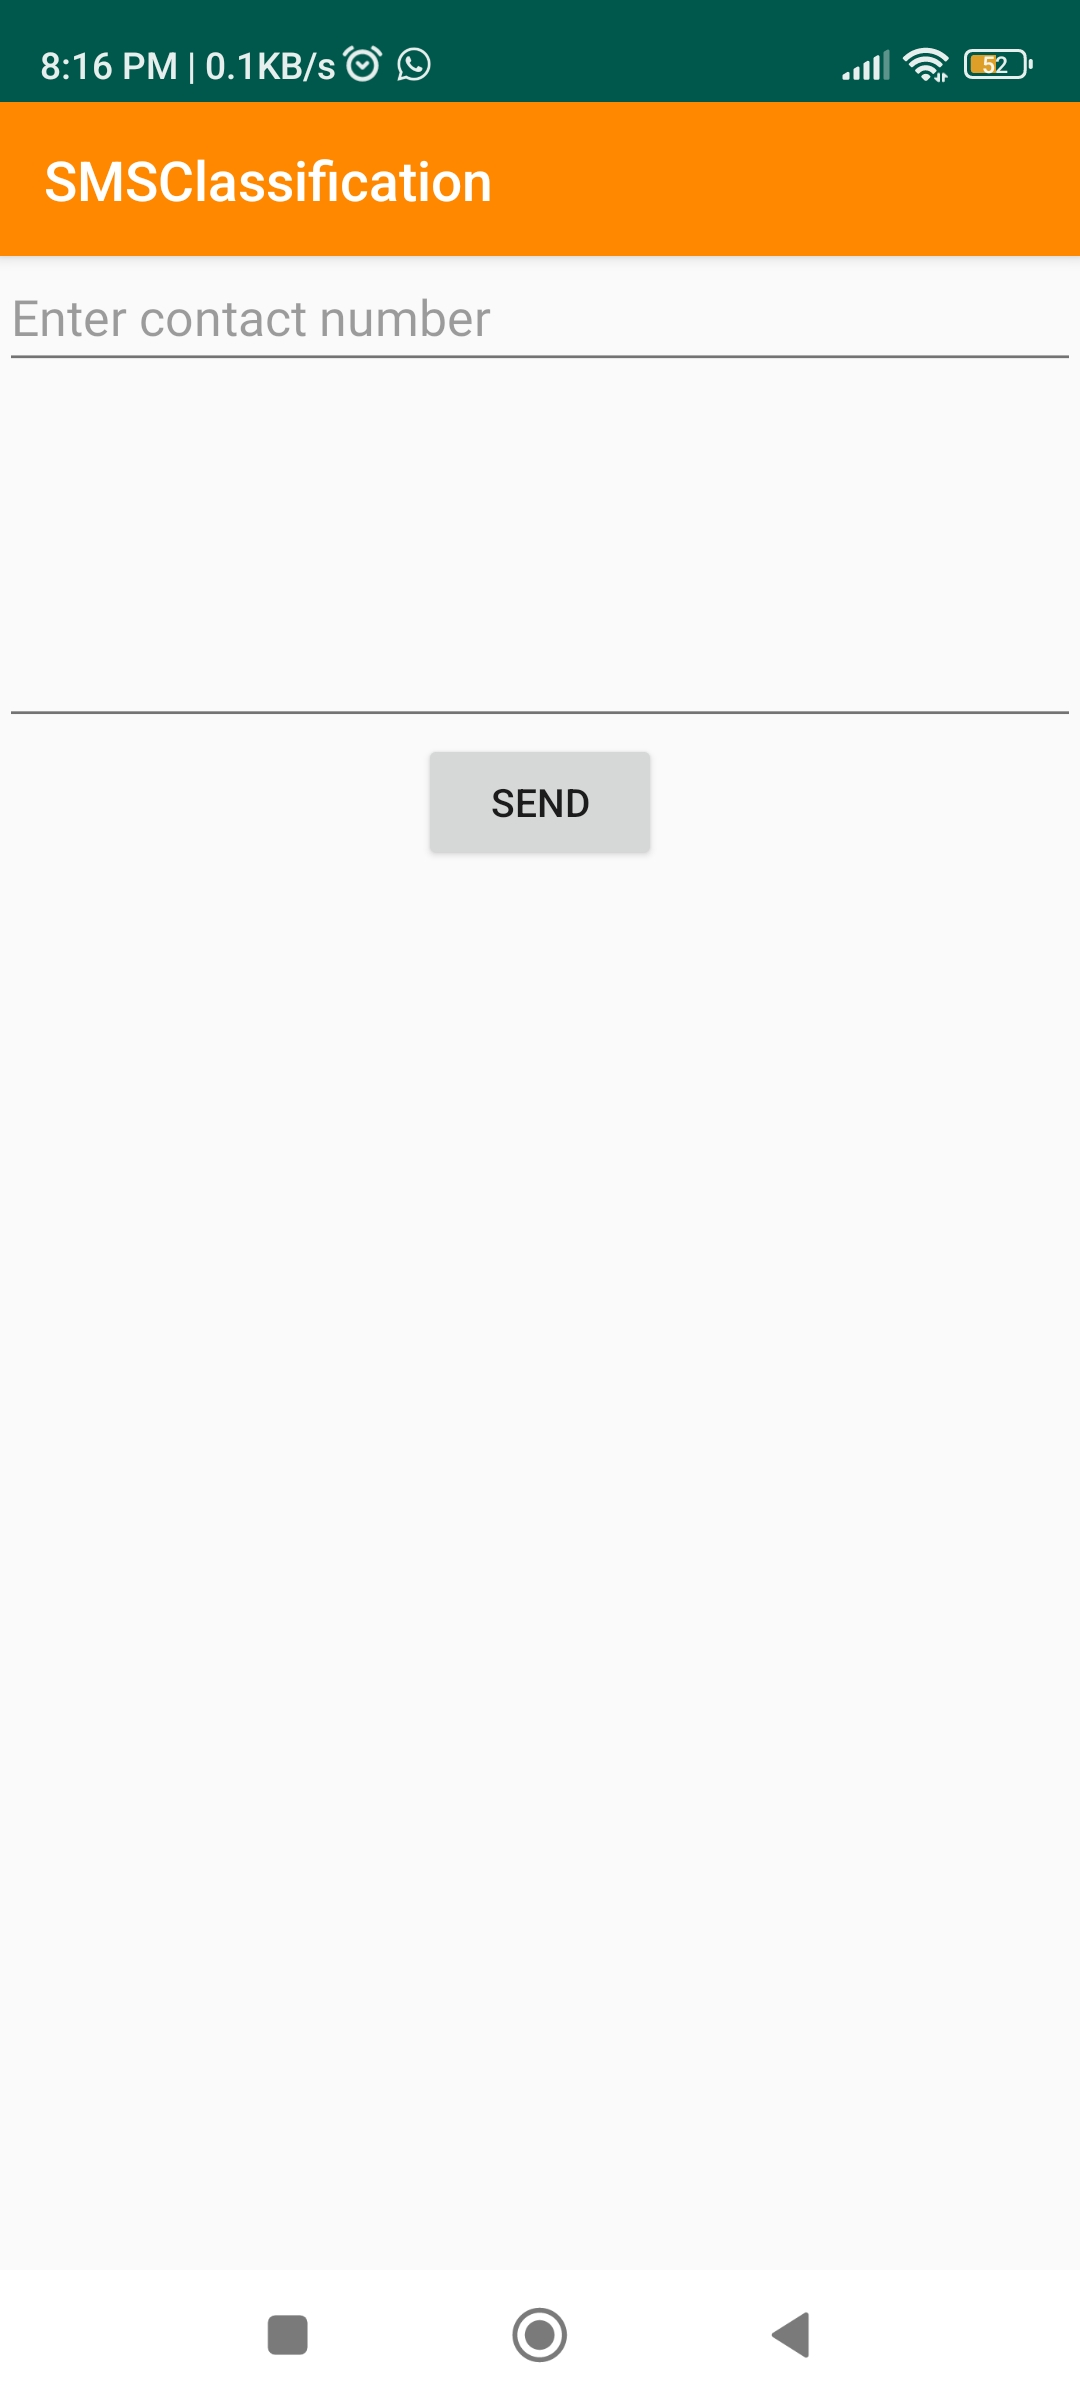 8:16 PM | 0.1KB/s 52
SMSClassification
Enter contact number
SEND